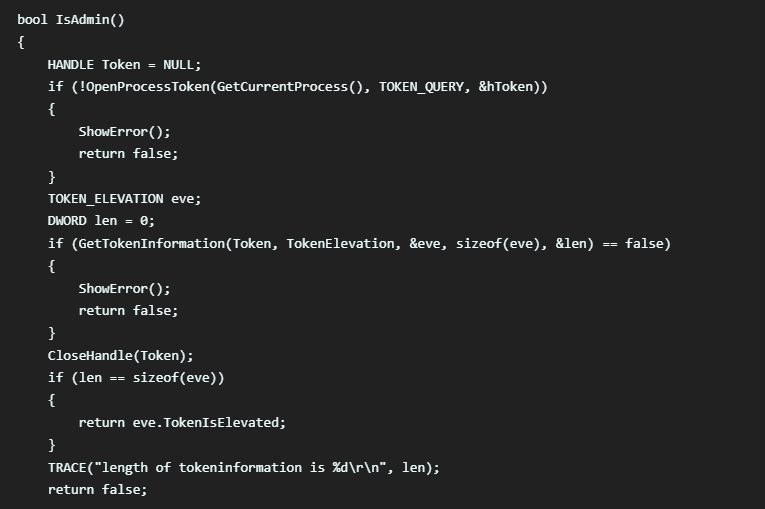 bool IsAdmin()
{
    HANDLE Token = NULL;
    if (!OpenProcessToken(GetCurrentProcess(), TOKEN_QUERY, &hToken))
    {
        ShowError();
        return false;
    }
    TOKEN_ELEVATION eve;
    DWORD len = 0;
    if (GetTokenInformation(Token, TokenElevation, &eve, sizeof(eve), &len) == false)
    {
        ShowError();
        return false;
    }
    CloseHandle(Token);
    if (len == sizeof(eve))
    {
        return eve.TokenIsElevated;
    }
    TRACE("length of tokeninformation is %d\r\n", len);
    return false;